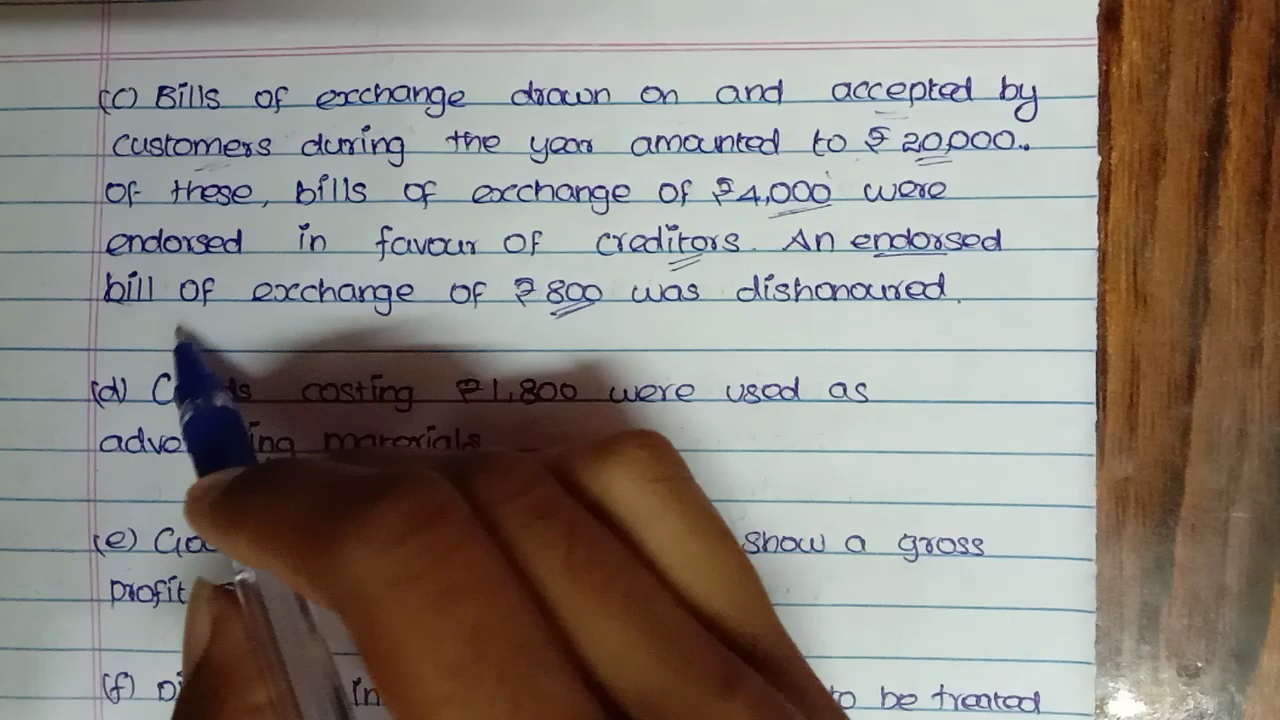 (c) Bills of exchange drawn on and accepted by
customers during the year amounted to ₹ 20,000.
Of these, bills of exchange of ₹4,000 were
endorsed in favour of creditors. An endorsed
bill of exchange of ₹ 800 was dishonoured.
(d) costing ₹1,800 were used as
materials
(e) show a gross
profit
(f) in to be treated